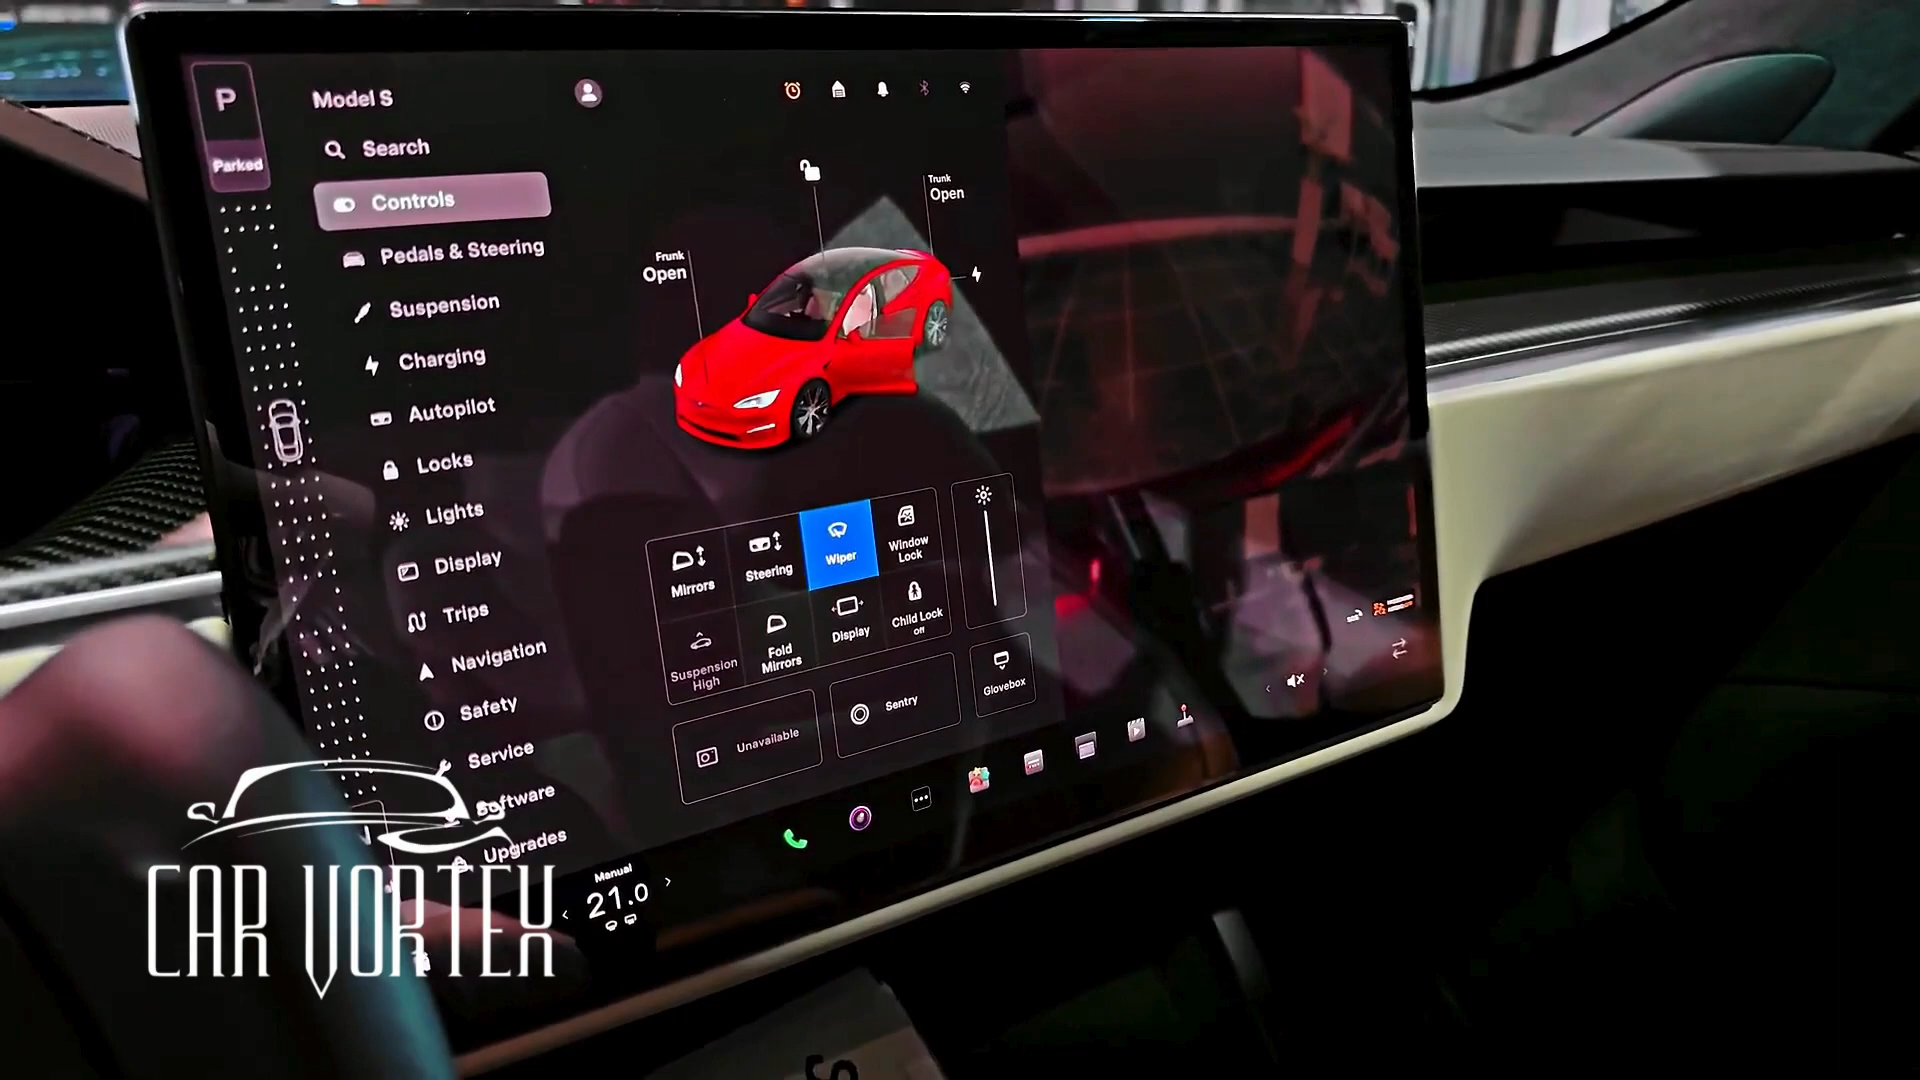 P
Parked
Model S
Search
Controls
Pedals & Steering
Suspension
Charging
Autopilot
Locks
Lights
Display
Trips
Navigation
Safety
Service
Software
Upgrades
Trunk
Open
Frunk
Open
Mirrors
Steering
Wiper
Window
Lock
Suspension
High
Fold
Mirrors
Display
Child Lock
Off
Unavailable
Sentry
Glovebox
Manual
21.0
CAR VORTEX